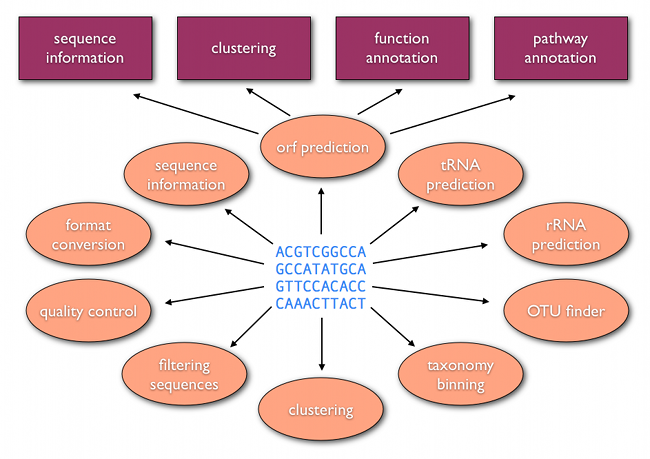 sequence
information
clustering
function
annotation
pathway
annotation
orf prediction
sequence
information
tRNA
prediction
format
conversion
rRNA
prediction
ACGTCGGCCA
GCCATATGCA
GTTCCACACC
CAAACTTACT
quality control
OTU finder
filtering
sequences
taxonomy
binning
clustering